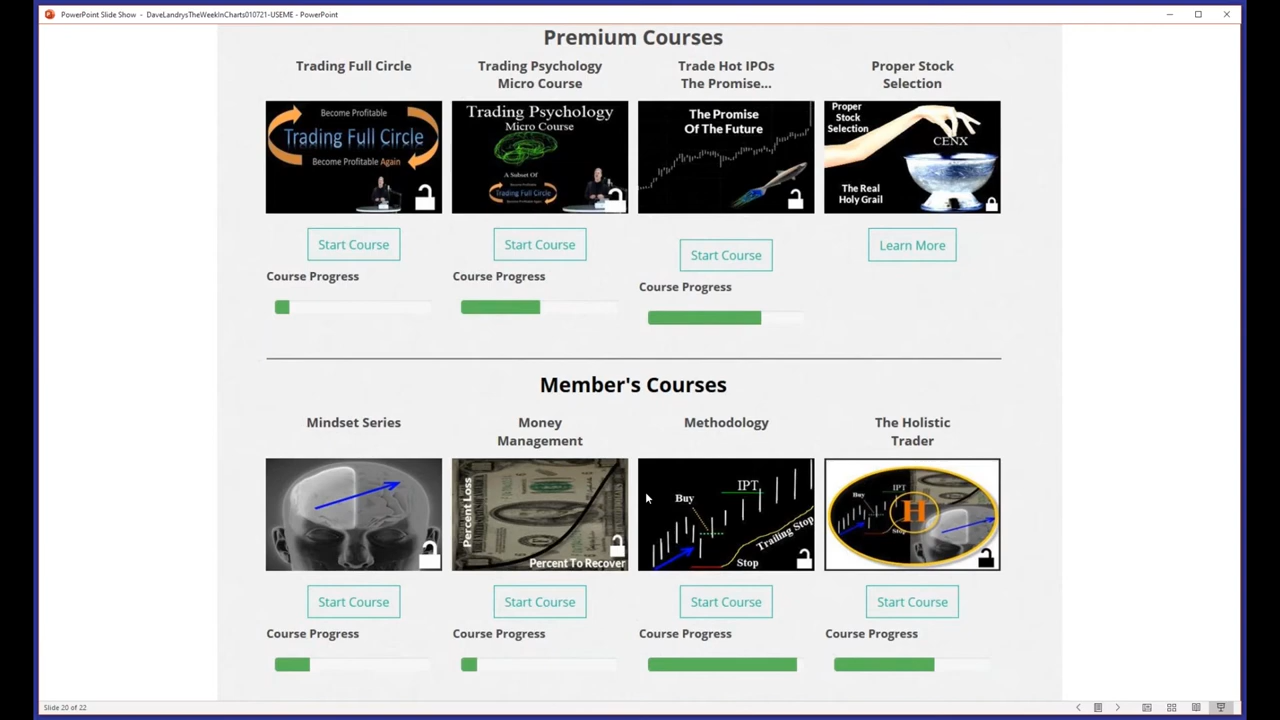 PowerPoint Slide Show - DaveLandrysTheWeekInCharts010721-USEME - PowerPoint
Premium Courses
Trading Full Circle
Trading Psychology
Micro Course
Trade Hot IPOs
The Promise...
Proper Stock
Selection
Become Profitable
Trading Full Circle
Become Profitable Again
Trading Psychology
Micro Course
A Subset Of
Become Profitable
Trading Full Circle
Become Profitable Again
The Promise
Of The Future
Proper
Stock
Selection
CENX
The Real
Holy Grail
Start Course
Start Course
Start Course
Learn More
Course Progress
Course Progress
Course Progress
Member's Courses
Mindset Series
Money
Management
Methodology
The Holistic
Trader
Percent Loss
Percent To Recover
Buy
IPT
Trailing Stop
Stop
Buy
IPT
H
Stop
Start Course
Start Course
Start Course
Start Course
Course Progress
Course Progress
Course Progress
Course Progress
Slide 20 of 22